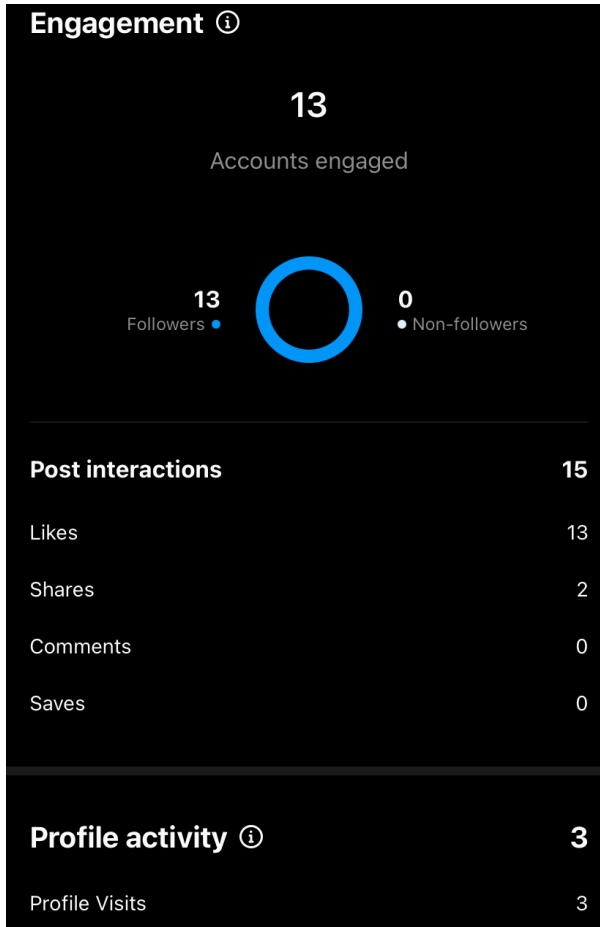 Engagement
13
Accounts engaged
13
Followers
0
Non-followers
Post interactions 15
Likes 13
Shares 2
Comments 0
Saves 0
Profile activity 3
Profile Visits 3